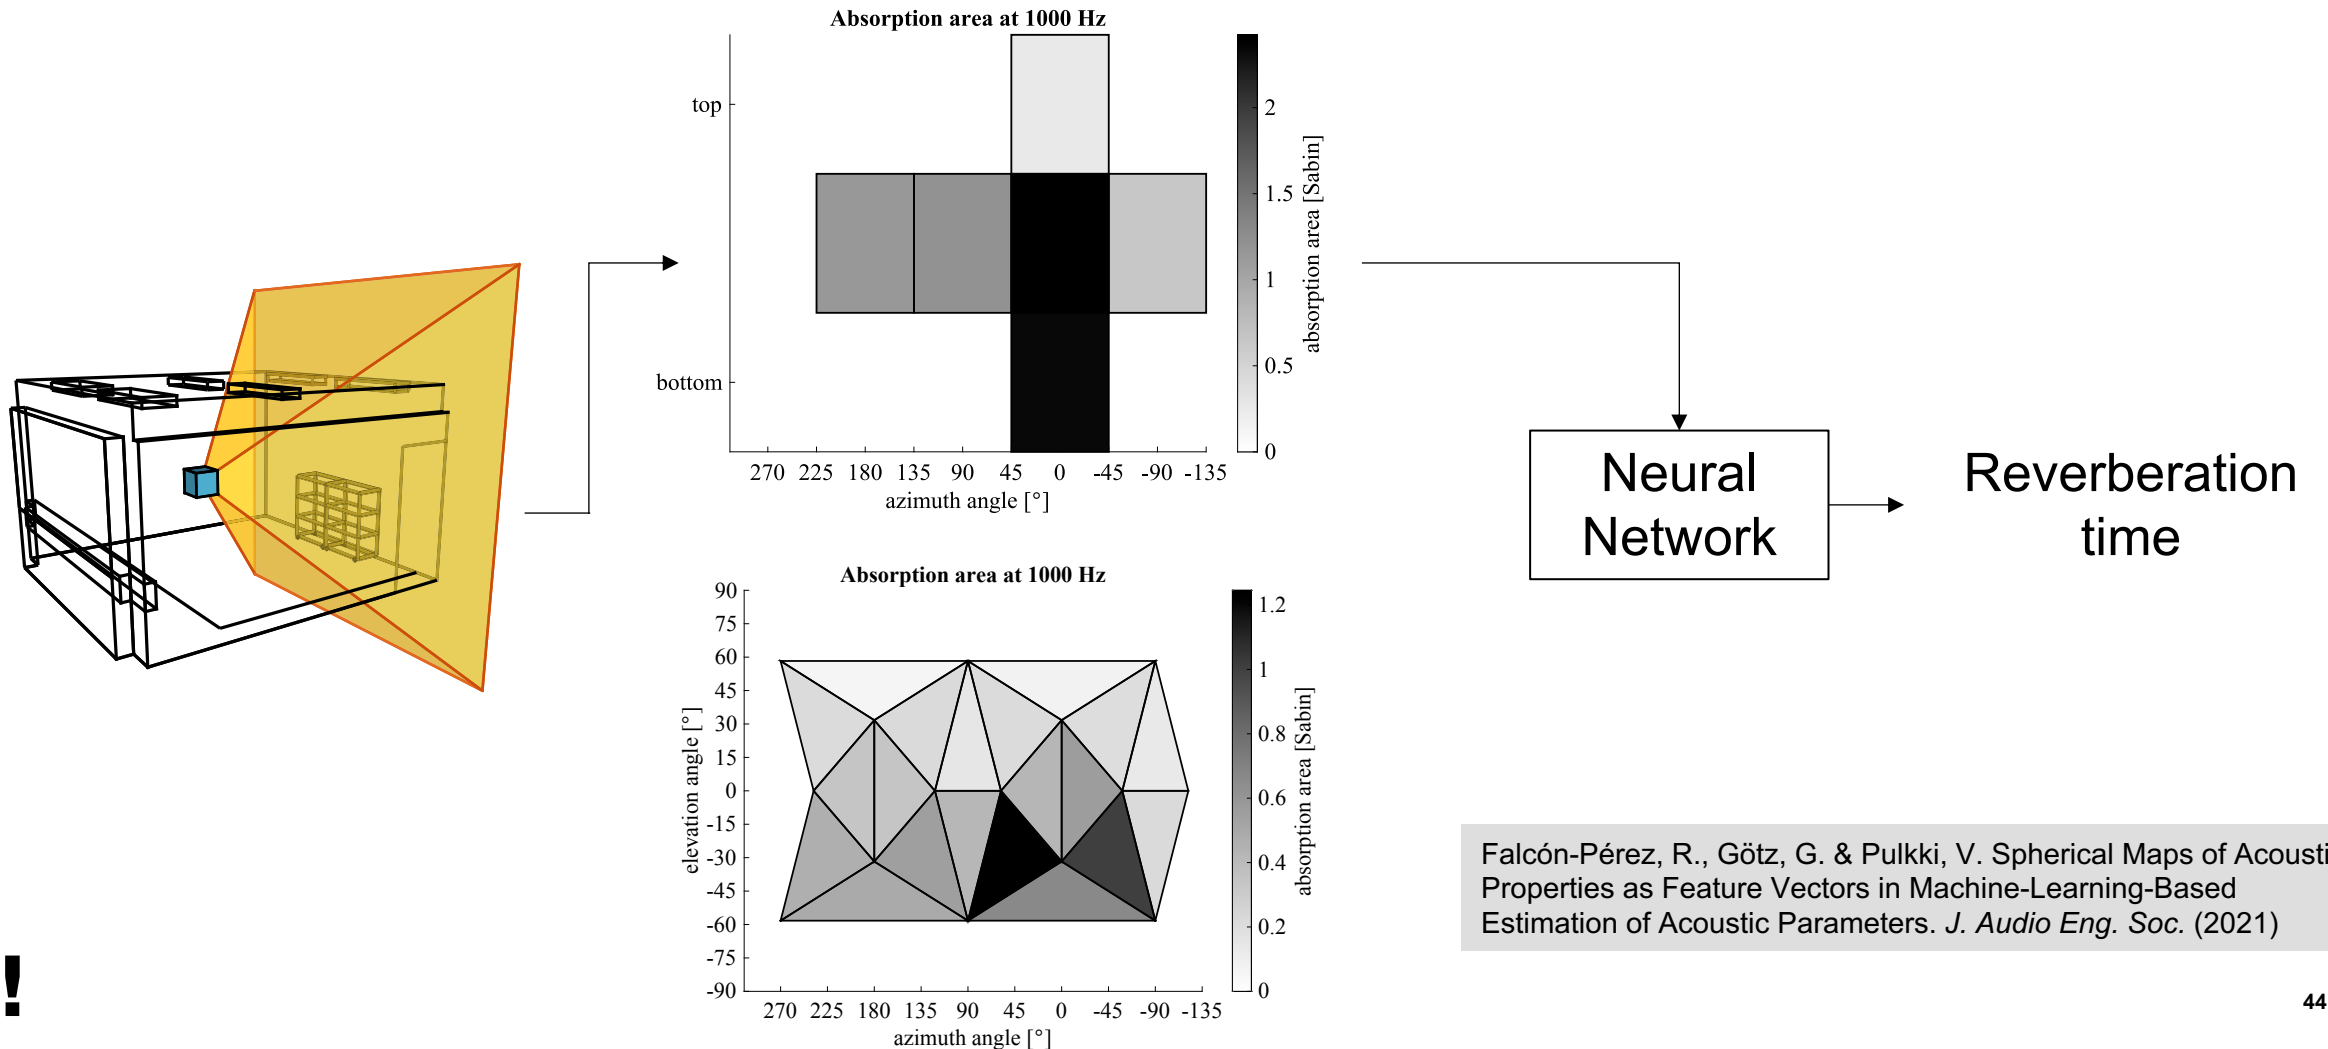 Absorption area at 1000 Hz
top
bottom
270 225 180 135 90 45 0 -45 -90 -135
azimuth angle [°]
2
1.5
1
0.5
0
absorption area [Sabin]
Neural
Network
Reverberation
time
Absorption area at 1000 Hz
90
75
60
45
30
15
0
-15
-30
-45
-60
-75
-90
elevation angle [°]
270 225 180 135 90 45 0 -45 -90 -135
azimuth angle [°]
1.2
1
0.8
0.6
0.4
0.2
0
absorption area [Sabin]
Falcón-Pérez, R., Götz, G. & Pulkki, V. Spherical Maps of Acousti
Properties as Feature Vectors in Machine-Learning-Based
Estimation of Acoustic Parameters. J. Audio Eng. Soc. (2021)
!
44